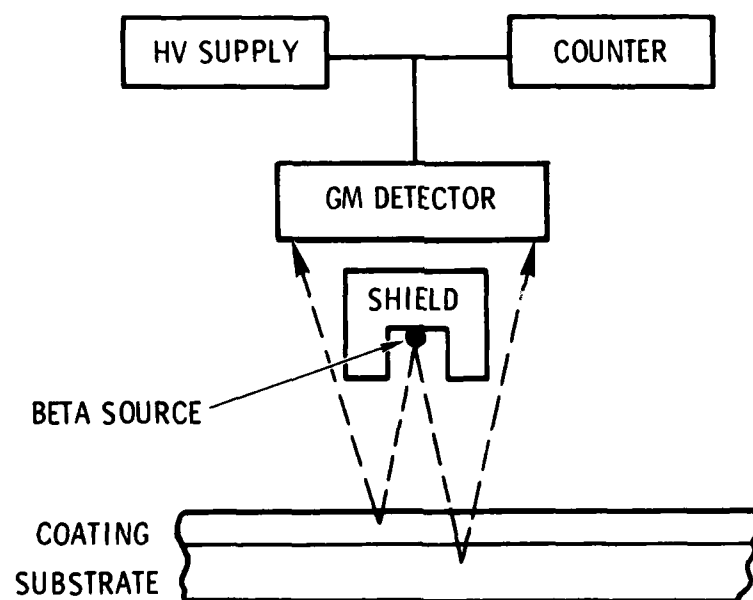 HV SUPPLY
COUNTER
GM DETECTOR
SHIELD
BETA SOURCE
COATING
SUBSTRATE